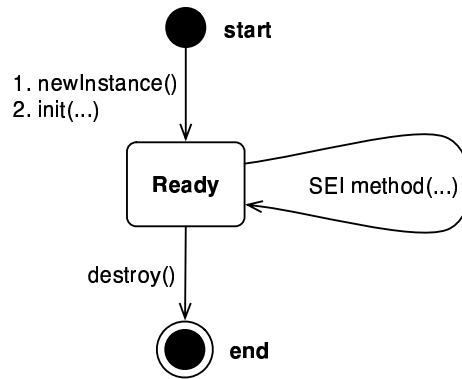 start
1. newInstance()
2. init(...)
Ready
SEI method(...)
destroy()
end